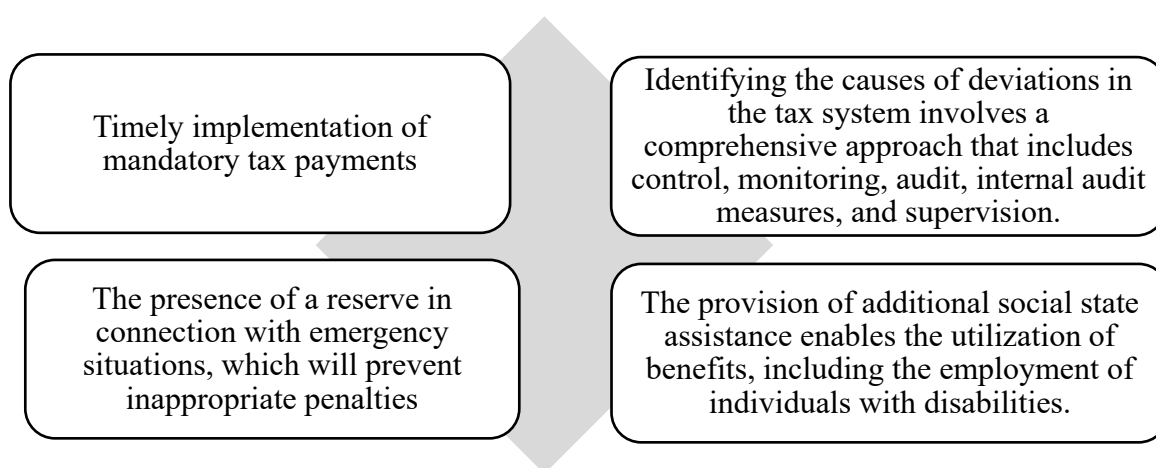 Timely implementation of
mandatory tax payments
Identifying the causes of deviations in
the tax system involves a
comprehensive approach that includes
control, monitoring, audit, internal audit
measures, and supervision.
The presence of a reserve in
connection with emergency
situations, which will prevent
inappropriate penalties
The provision of additional social state
assistance enables the utilization of
benefits, including the employment of
individuals with disabilities.